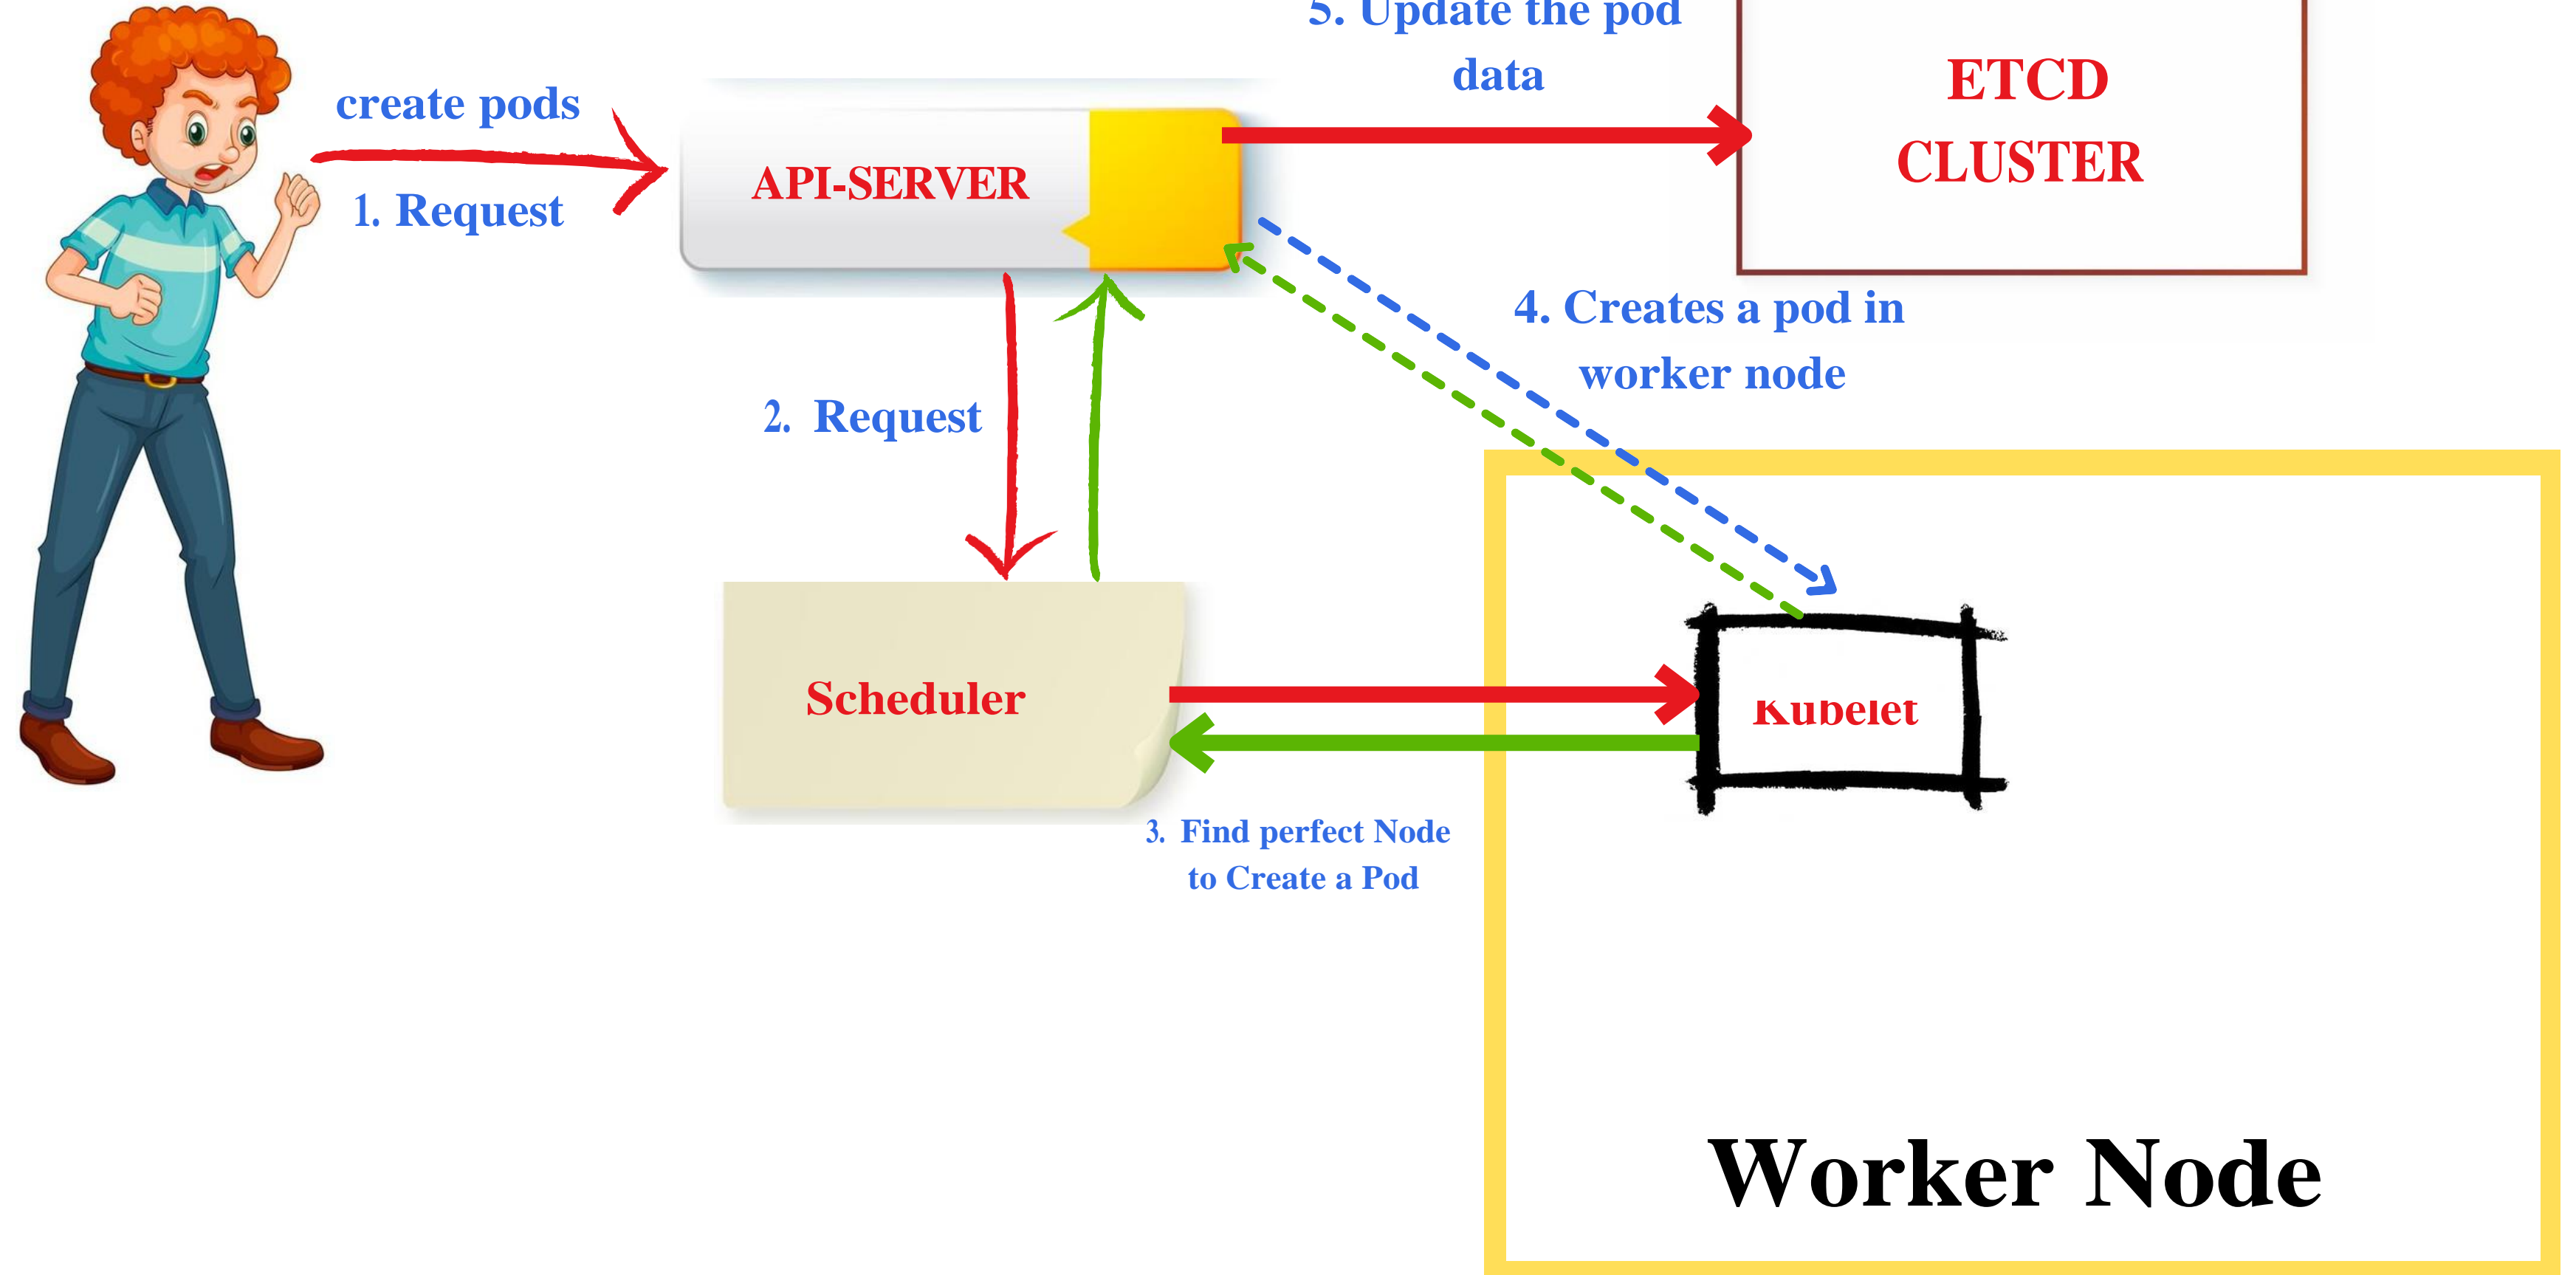 5. Update the pod
data
ETCD
CLUSTER
create pods
1. Request
API-SERVER
4. Creates a pod in
worker node
2. Request
Scheduler
Kubelet
3. Find perfect Node
to Create a Pod
Worker Node